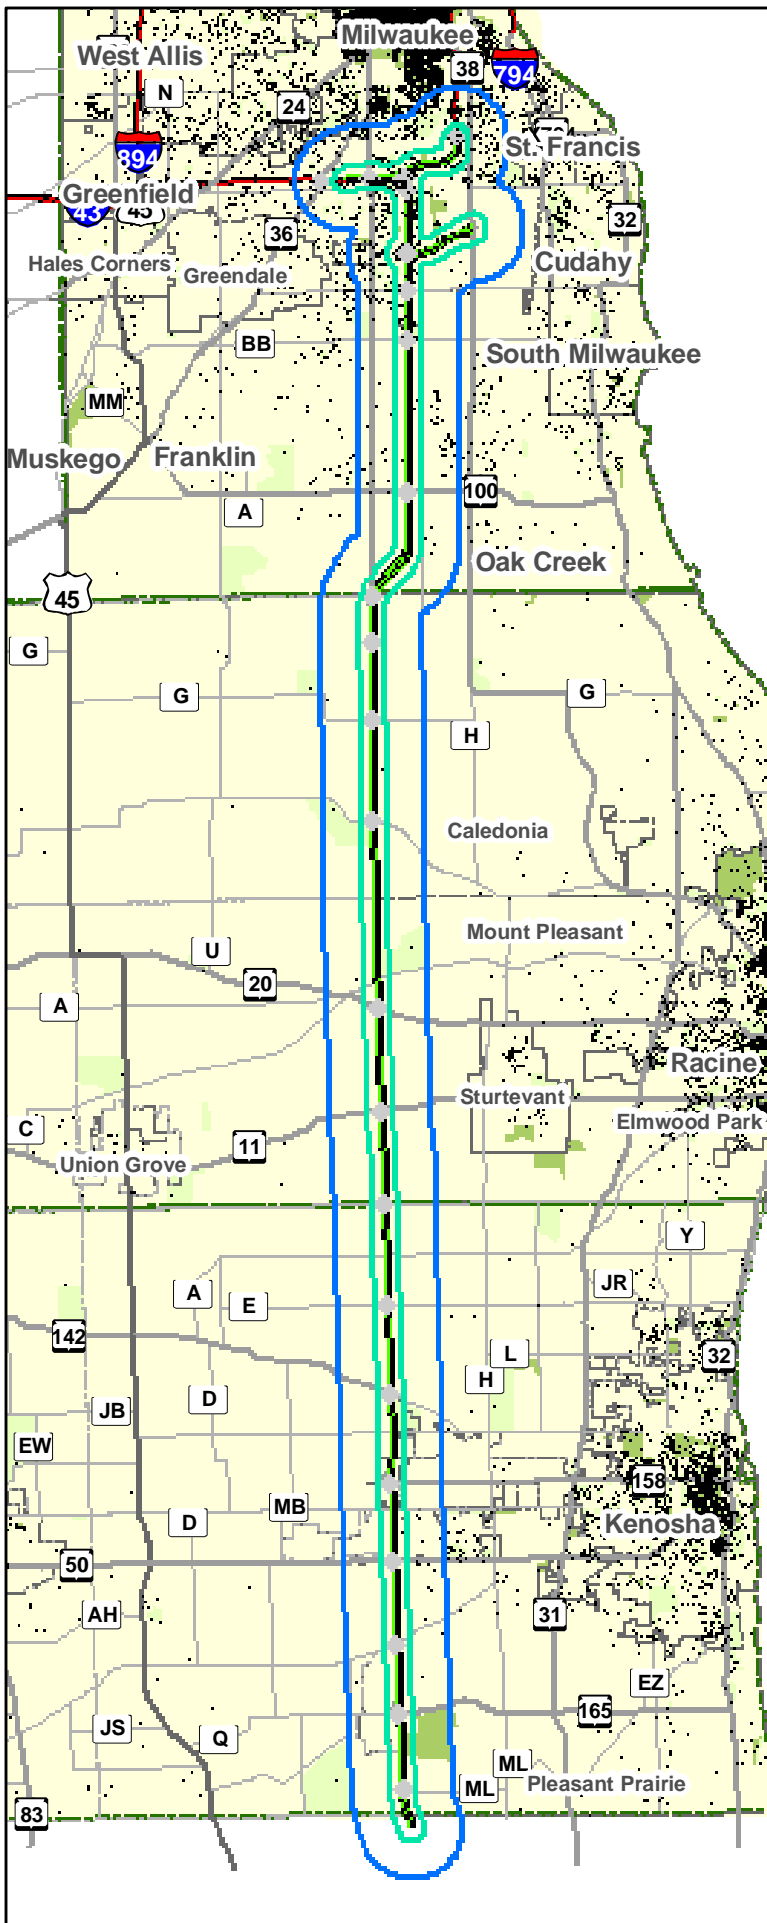 Milwaukee
West Allis
38
794
N
24
894
St. Francis
Greenfield
43
45
32
36
Hales Corners
Greendale
Cudahy
BB
South Milwaukee
MM
Muskego
Franklin
100
A
Oak Creek
45
G
G
G
H
Caledonia
Mount Pleasant
U
20
A
Racine
Sturtevant
C
11
Elmwood Park
Union Grove
Y
JR
A
E
142
32
L
H
D
JB
EW
158
MB
D
Kenosha
50
AH
31
EZ
165
JS
Q
ML
ML
Pleasant Prairie
83